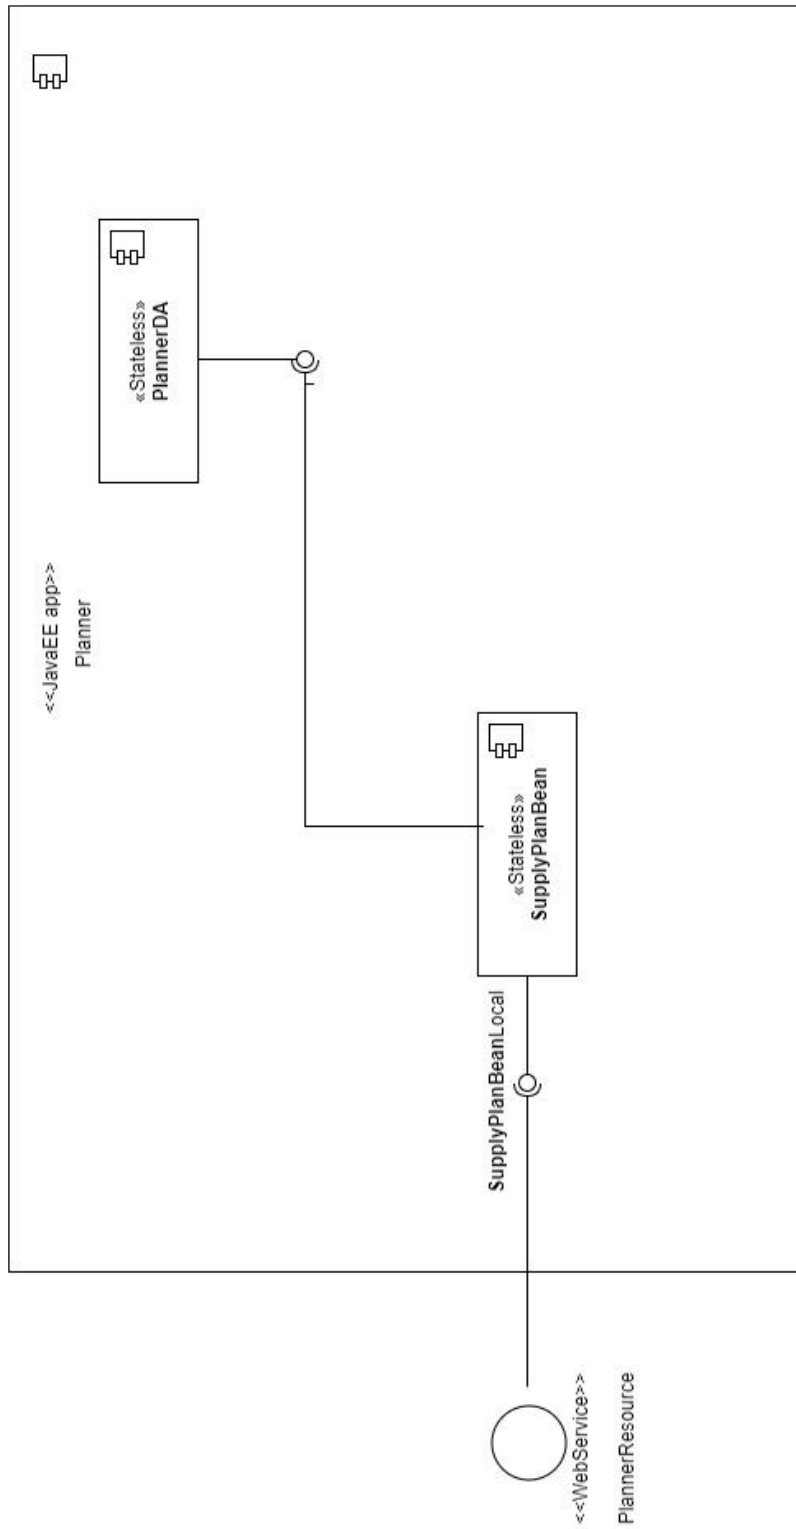 <<JavaEE app>>
Planner
«Stateless»
PlannerDA
«Stateless»
SupplyPlanBean
SupplyPlanBeanLocal
<<WebService>>
PlannerResource